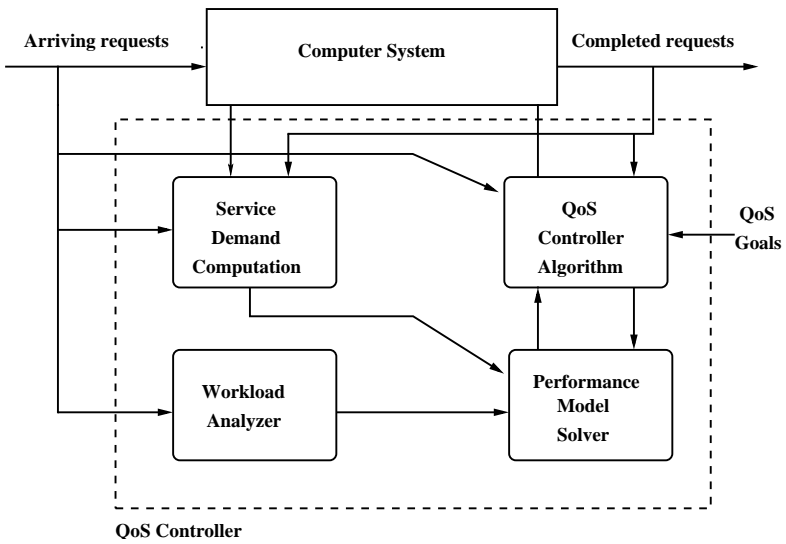 Arriving requests
Computer System
Completed requests
Service
Demand
Computation
QoS
Controller
Algorithm
QoS
Goals
Workload
Analyzer
Performance
Model
Solver
QoS Controller